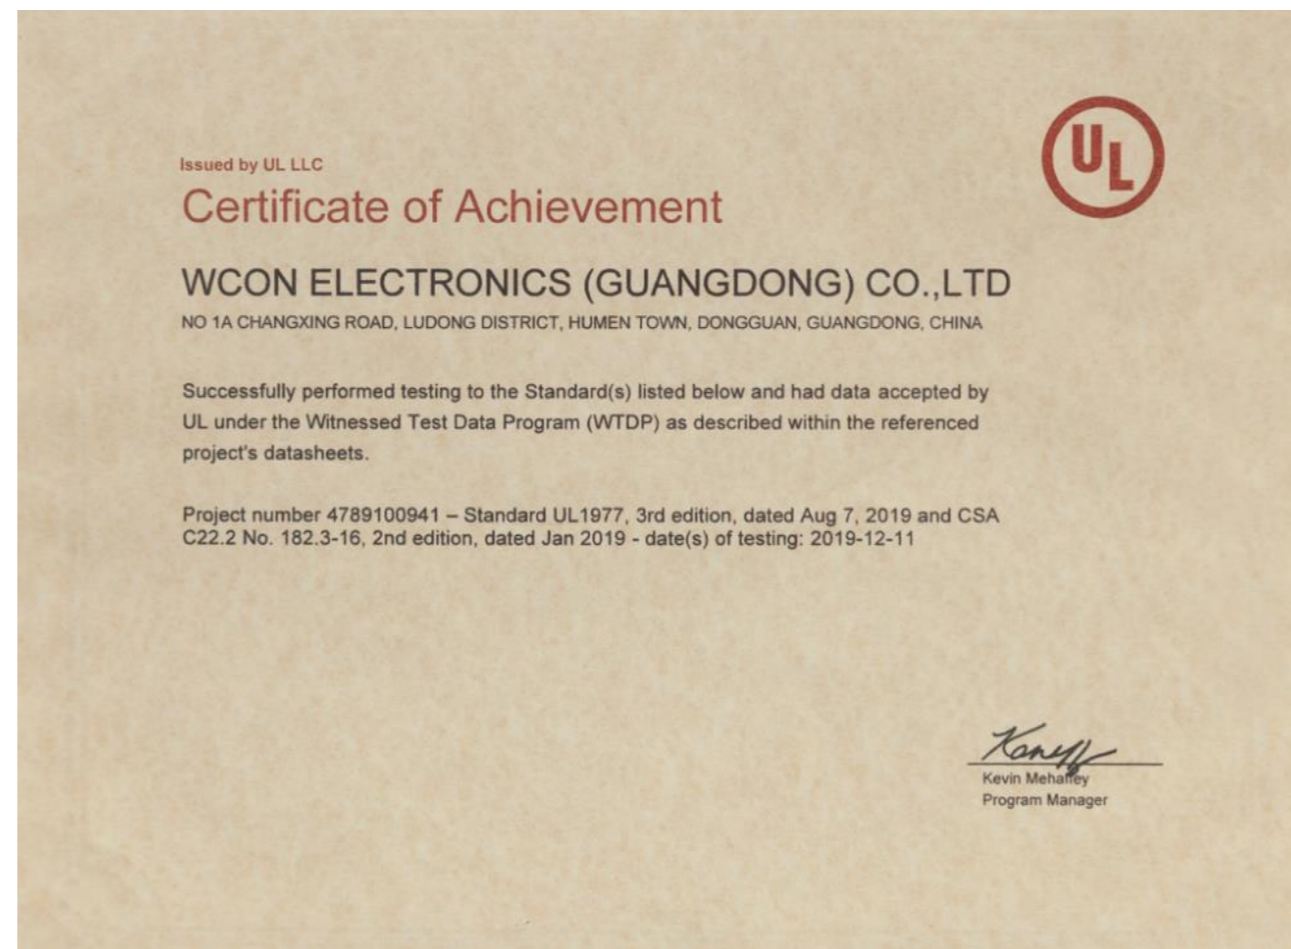 UL
Issued by UL LLC
Certificate of Achievement
WCON ELECTRONICS (GUANGDONG) CO.,LTD
NO 1A CHANGXING ROAD, LUDONG DISTRICT, HUMEN TOWN, DONGGUAN, GUANGDONG, CHINA
Successfully performed testing to the Standard(s) listed below and had data accepted by
UL under the Witnessed Test Data Program (WTDP) as described within the referenced
project's datasheets.
Project number 4789100941 – Standard UL1977, 3rd edition, dated Aug 7, 2019 and CSA
C22.2 No. 182.3-16, 2nd edition, dated Jan 2019 - date(s) of testing: 2019-12-11
Kevin Mehaffey
Program Manager